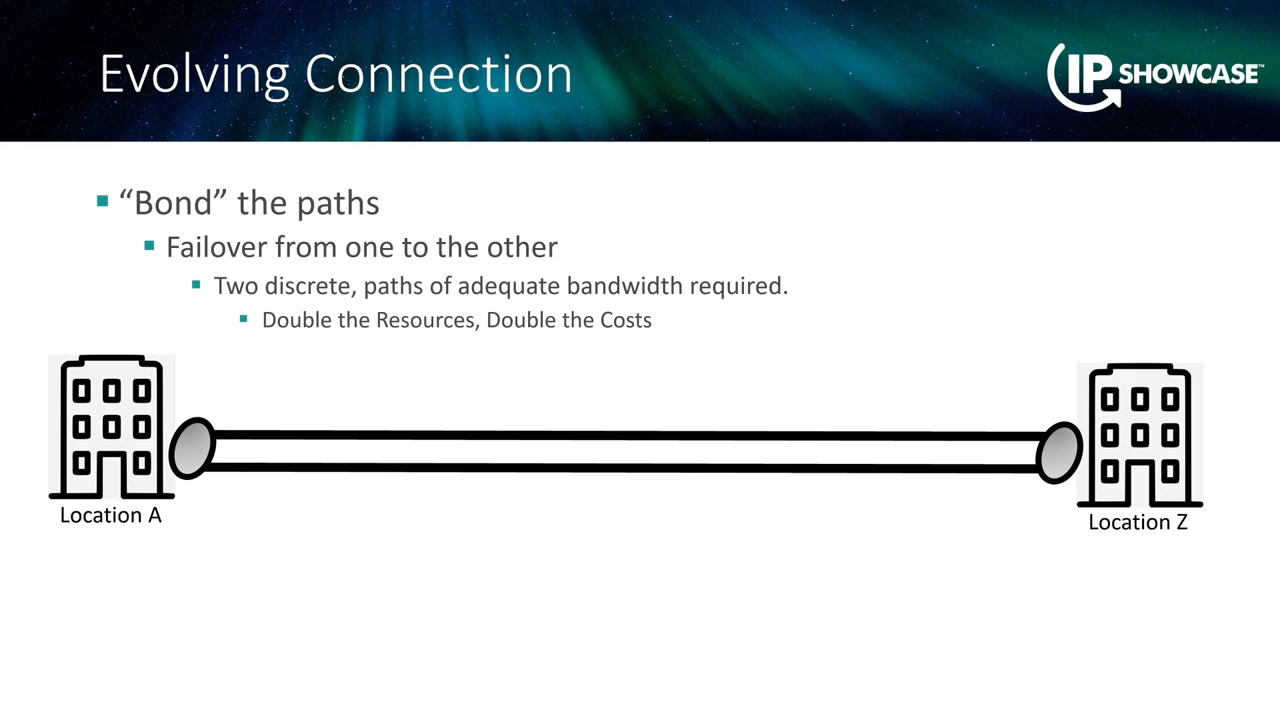 Evolving Connection
IP SHOWCASE™
“Bond” the paths
Failover from one to the other
Two discrete, paths of adequate bandwidth required.
Double the Resources, Double the Costs
Location A
Location Z